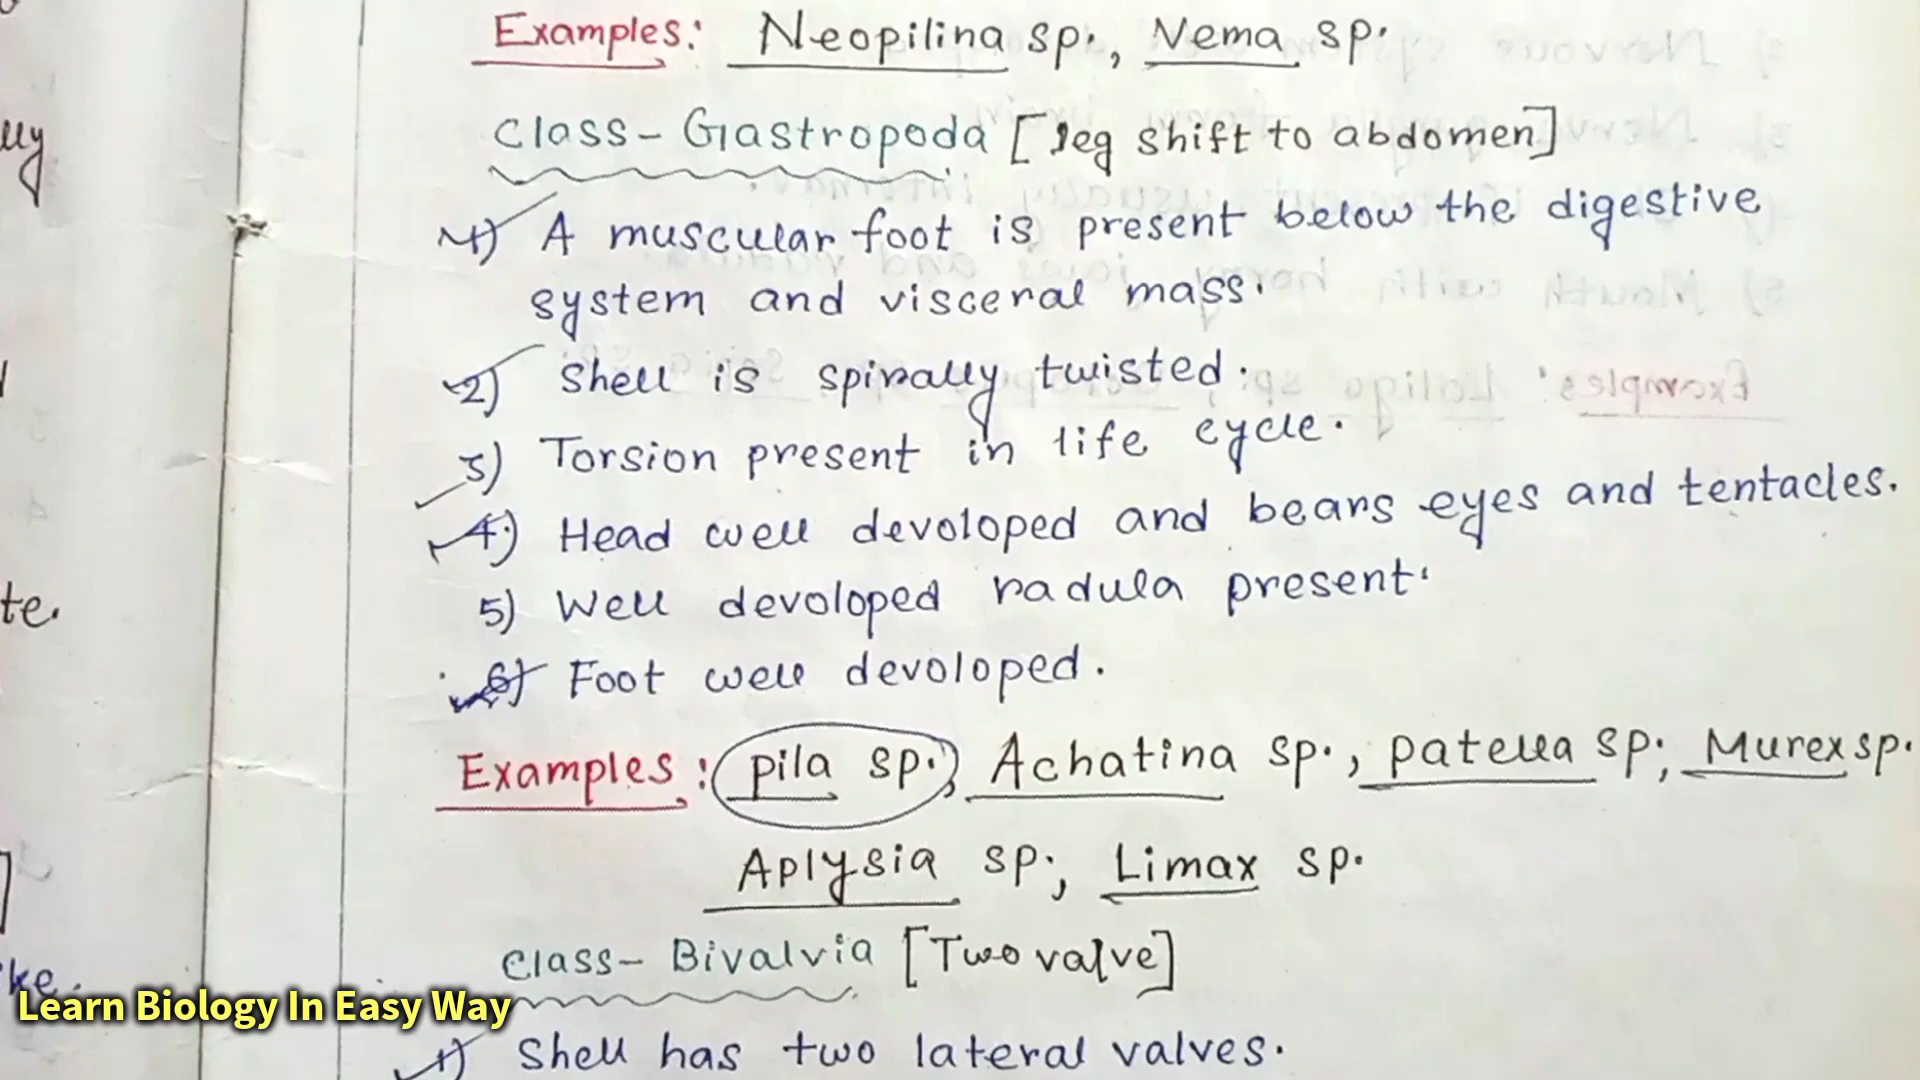 Examples: Neopilina sp., Nema sp.
Class- Gastropoda [leg shift to abdomen]
1) A muscular foot is present below the digestive
system and visceral mass.
2) Shell is spirally twisted.
3) Torsion present in life cycle.
4) Head well devoloped and bears eyes and tentacles.
5) Well devoloped radula present.
6) Foot well devoloped.
Examples: pila sp., Achatina sp., patella sp; Murex sp.
Aplysia sp; Limax sp.
Class- Bivalvia [Two valve]
1) Shell has two lateral valves.
te.
ke.
Learn Biology In Easy Way